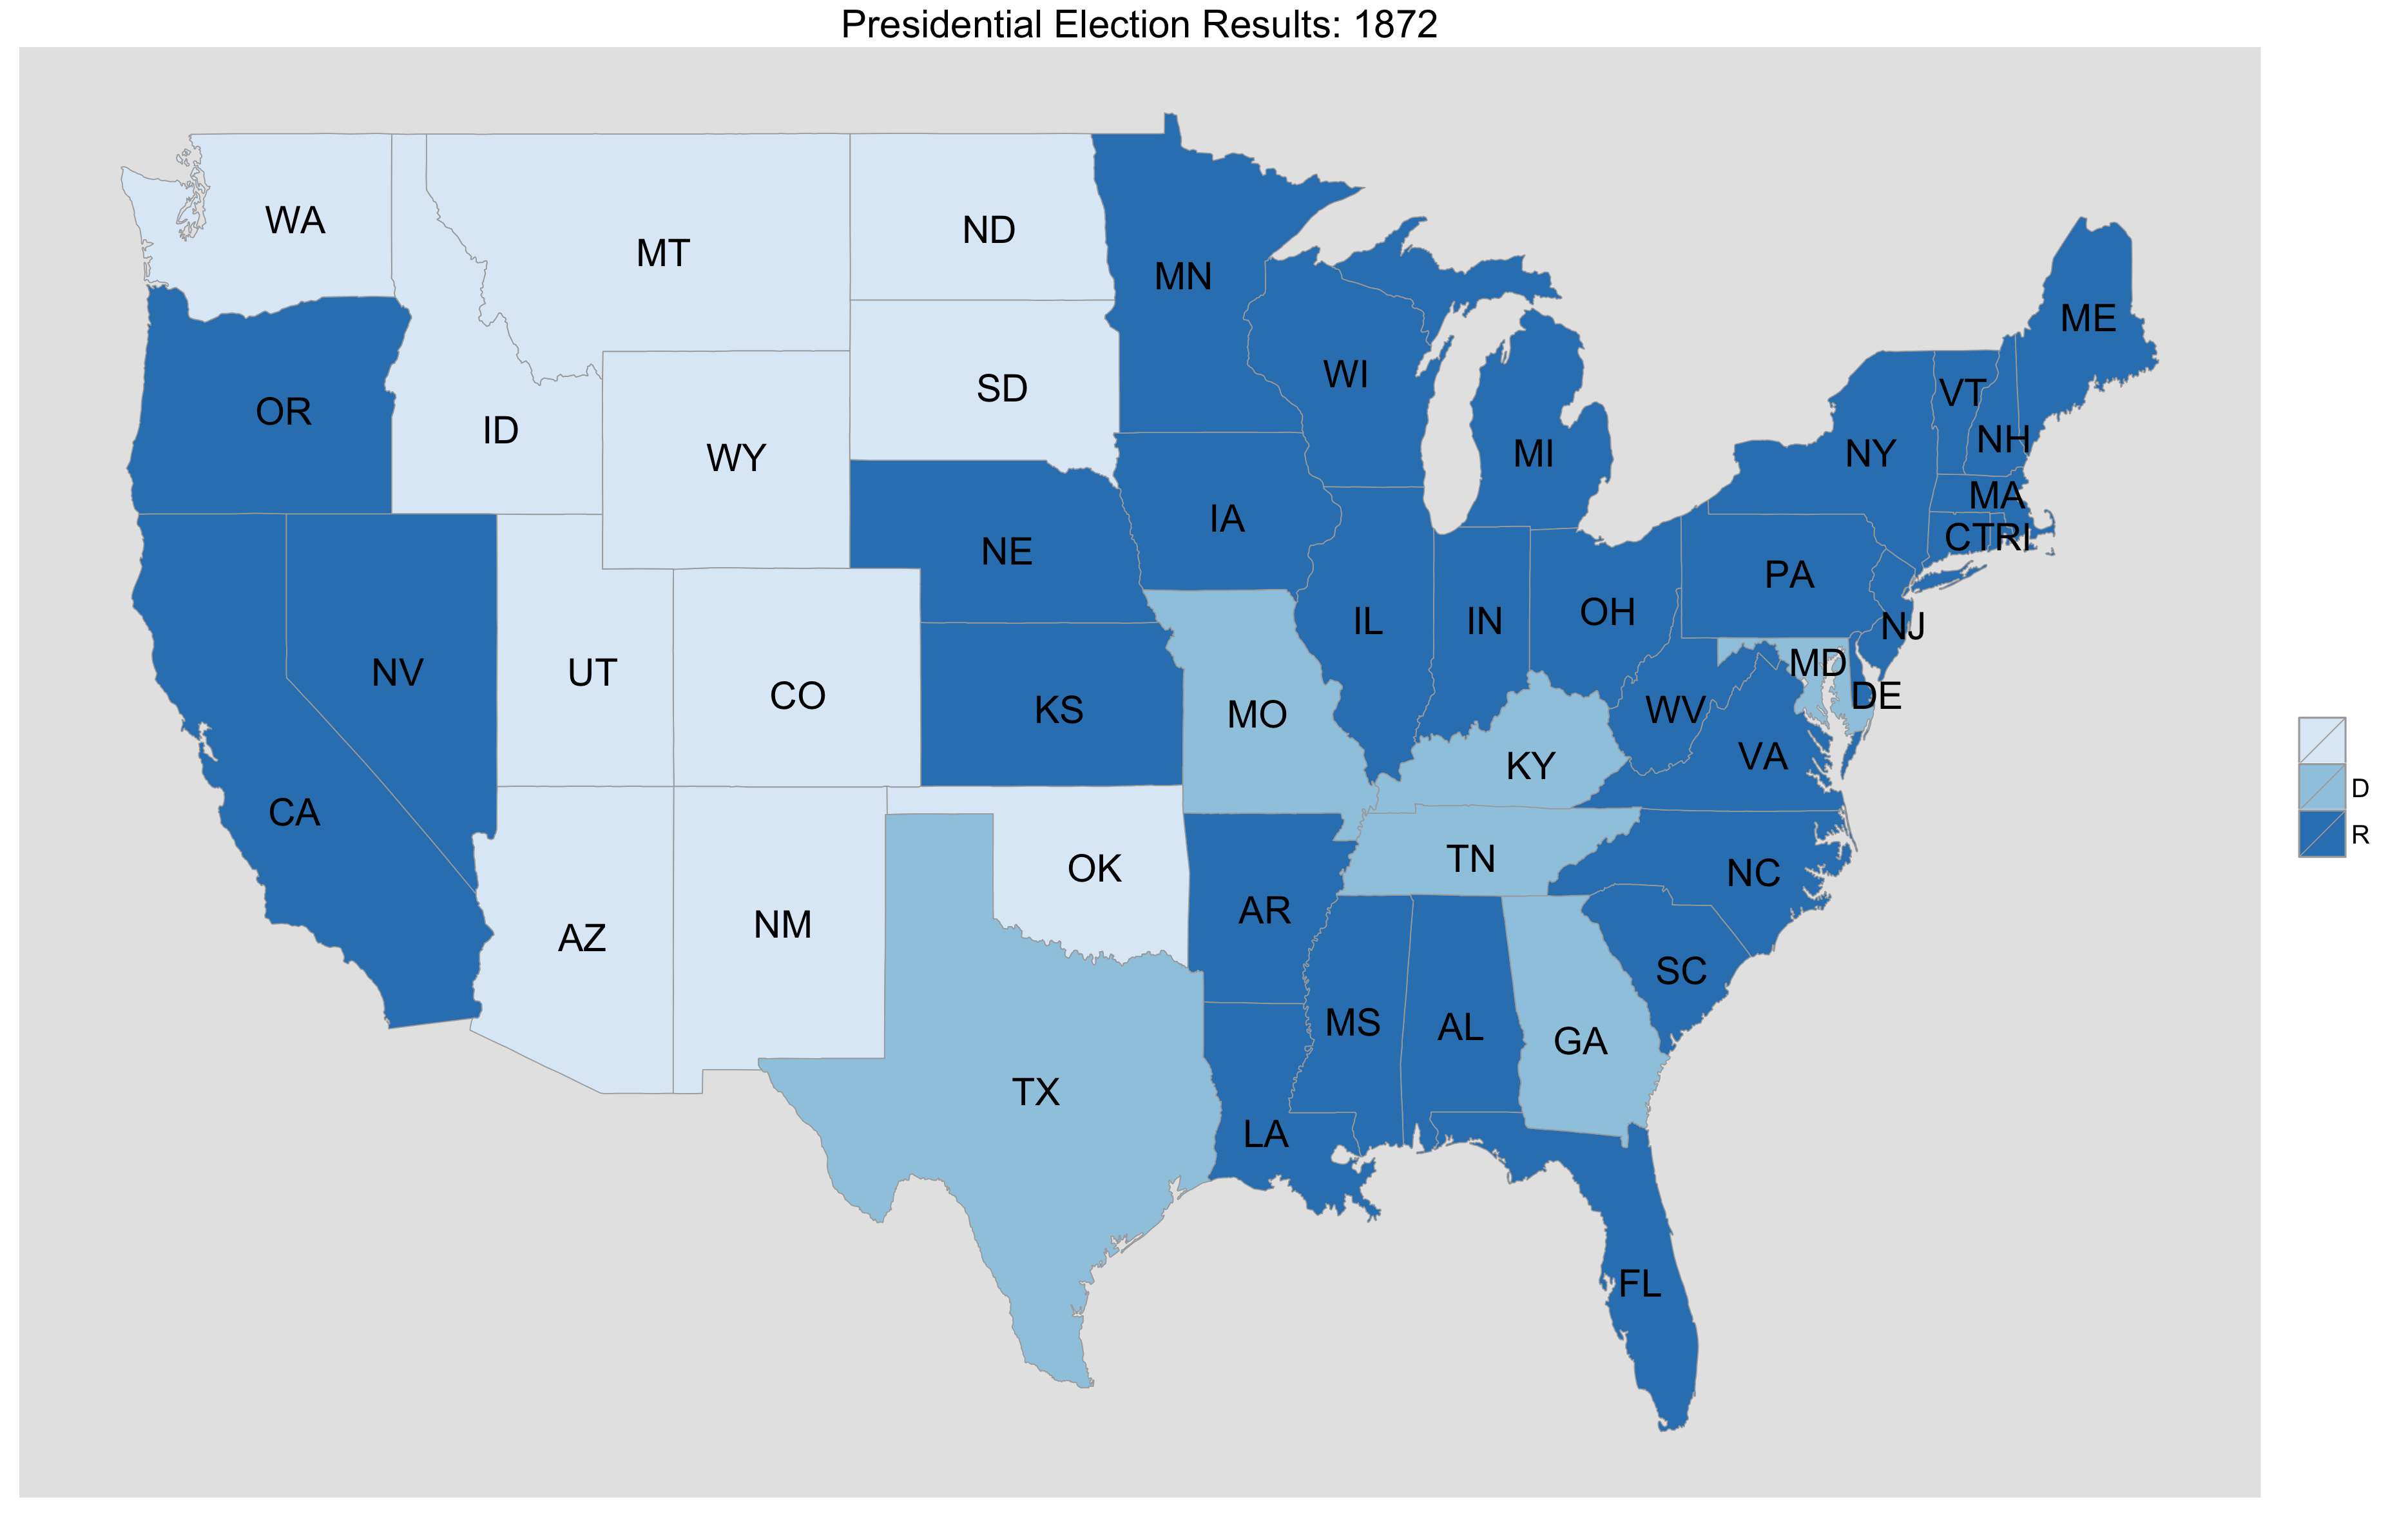 Presidential Election Results: 1872
WA
MT
ND
MN
ME
OR
ID
WY
SD
WI
MI
NY
VT
NH
MA
CTRI
NE
IA
PA
NJ
NV
UT
CO
KS
MO
IL
IN
OH
WV
MD
DE
VA
KY
CA
OK
AR
TN
NC
AZ
NM
TX
LA
MS
AL
GA
SC
FL
D
R